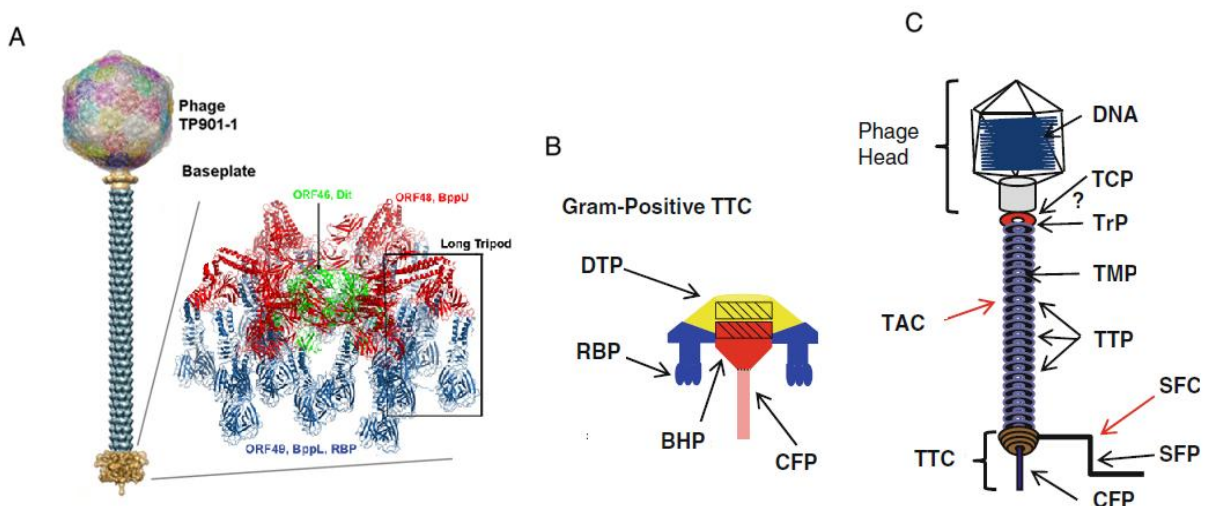 A
Phage
TP901-1
Baseplate
ORF46, Dit
ORF48, BppU
Long Tripod
ORF49, BppL, RBP
B
Gram-Positive TTC
DTP
RBP
BHP
CFP
C
Phage
Head
DNA
TCP
?
TrP
TMP
TAC
TTP
SFC
TTC
SFP
CFP